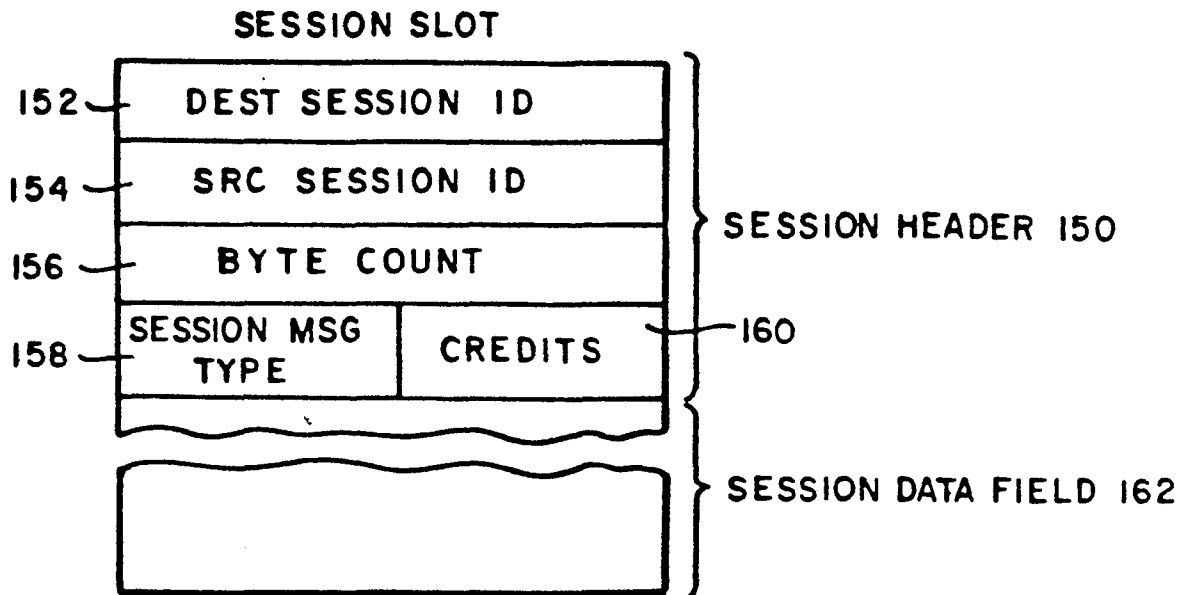 SESSION SLOT
152
DEST SESSION ID
154
SRC SESSION ID
SESSION HEADER 150
156
BYTE COUNT
158
SESSION MSG
TYPE
CREDITS
160
SESSION DATA FIELD 162